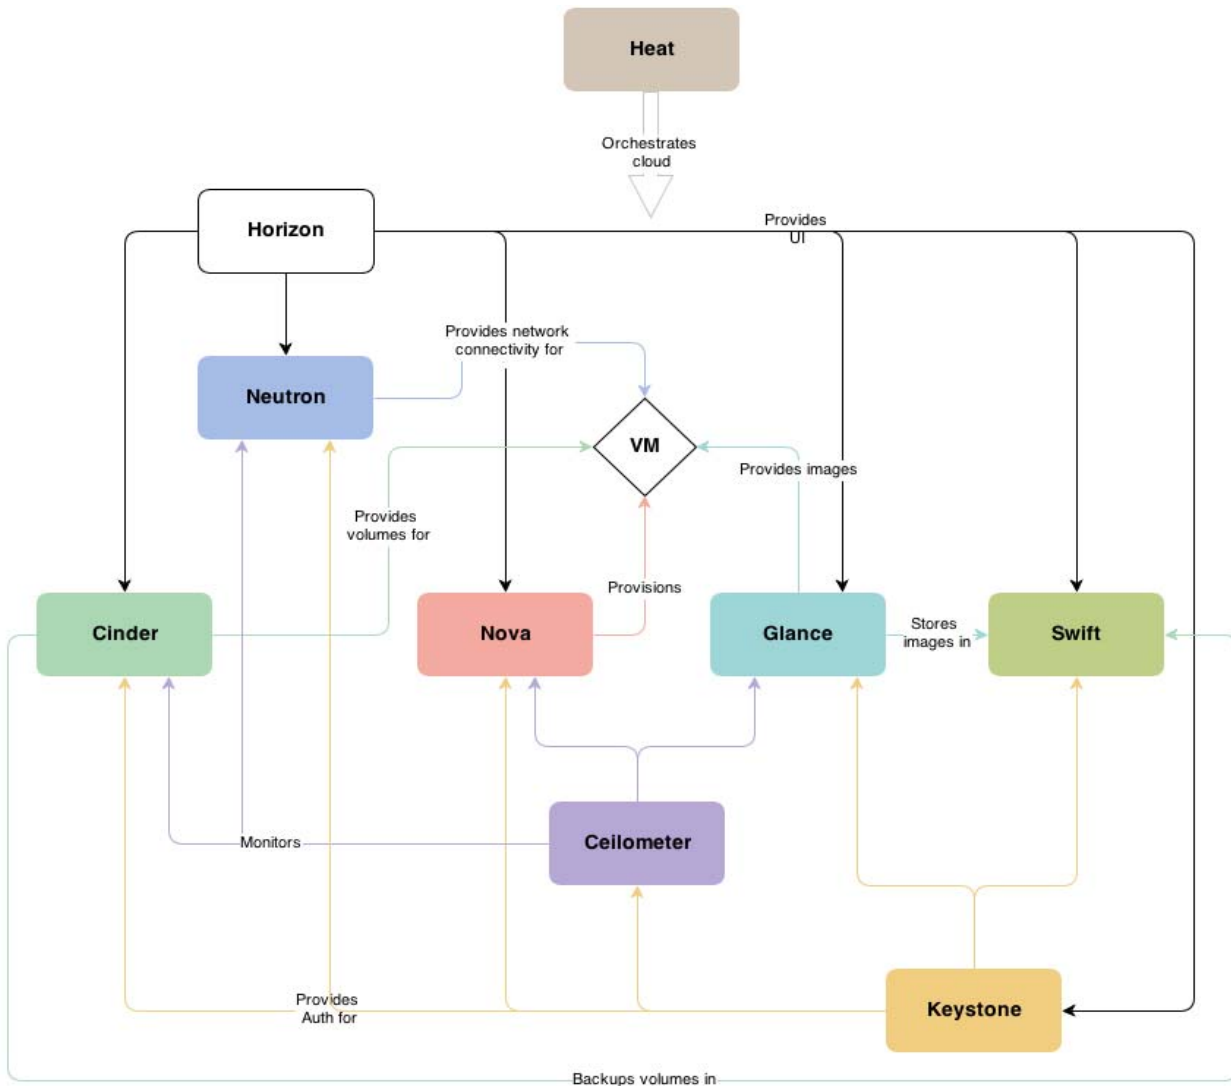 Heat
Orchestrates
cloud
Horizon
Provides
UI
Provides network
connectivity for
Neutron
VM
Provides images
Provides
volumes for
Provisions
Cinder
Nova
Glance
Stores
images in
Swift
Monitors
Ceilometer
Provides
Auth for
Keystone
Backups volumes in